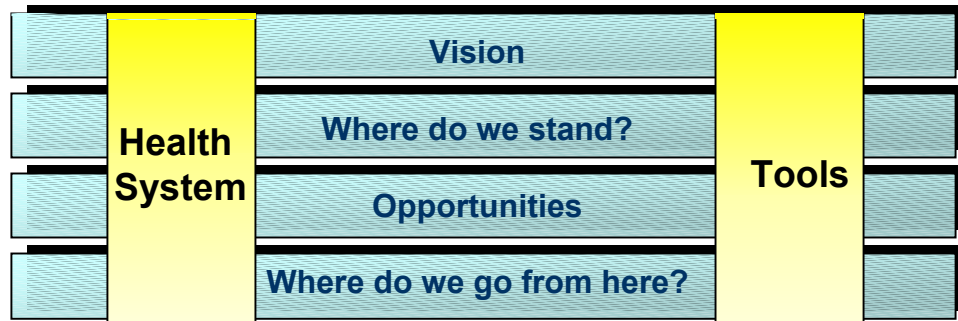 Vision
Where do we stand?
Health
System
Tools
Opportunities
Where do we go from here?